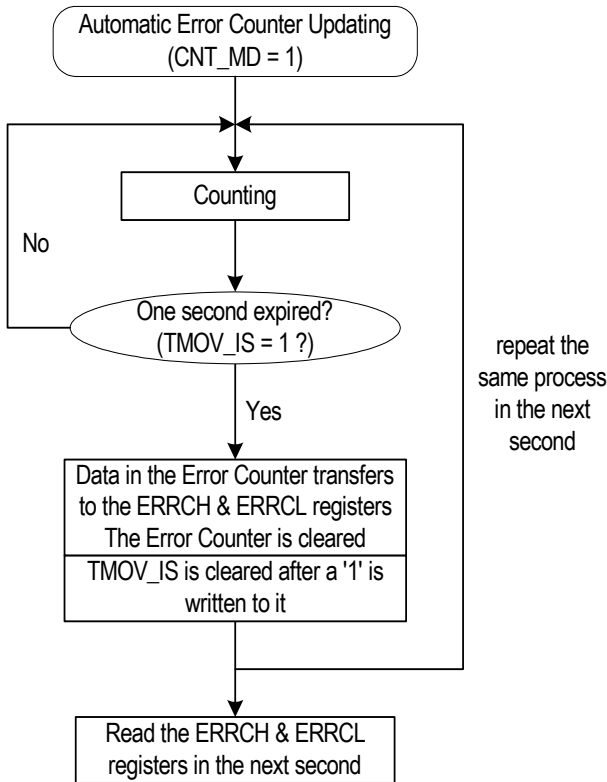 Automatic Error Counter Updating
(CNT_MD = 1)
Counting
No
One second expired?
(TMOV_IS = 1 ?)
repeat the
same process
in the next
second
Yes
Data in the Error Counter transfers
to the ERRCH & ERRCL registers
The Error Counter is cleared
TMOV_IS is cleared after a '1' is
written to it
Read the ERRCH & ERRCL
registers in the next second